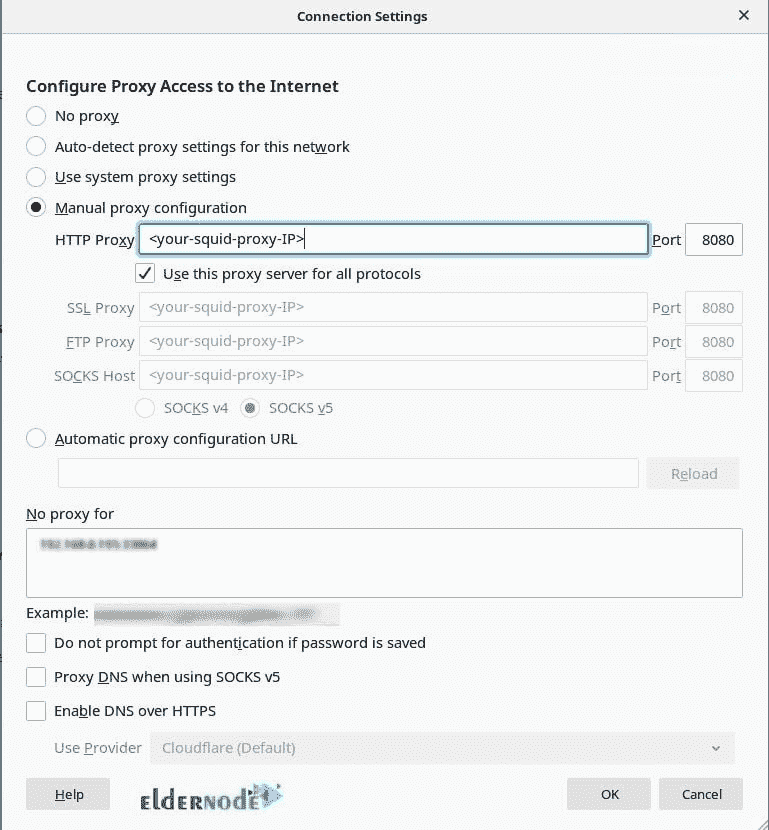 Connection Settings
Configure Proxy Access to the Internet
No proxy
Auto-detect proxy settings for this network
Use system proxy settings
Manual proxy configuration
HTTP Proxy <your-squid-proxy-IP> Port 8080
Use this proxy server for all protocols
SSL Proxy <your-squid-proxy-IP> Port 8080
FTP Proxy <your-squid-proxy-IP> Port 8080
SOCKS Host <your-squid-proxy-IP> Port 8080
SOCKS v4 SOCKS v5
Automatic proxy configuration URL
Reload
No proxy for
Example:
Do not prompt for authentication if password is saved
Proxy DNS when using SOCKS v5
Enable DNS over HTTPS
Use Provider Cloudflare (Default)
Help ELDERNODE OK Cancel